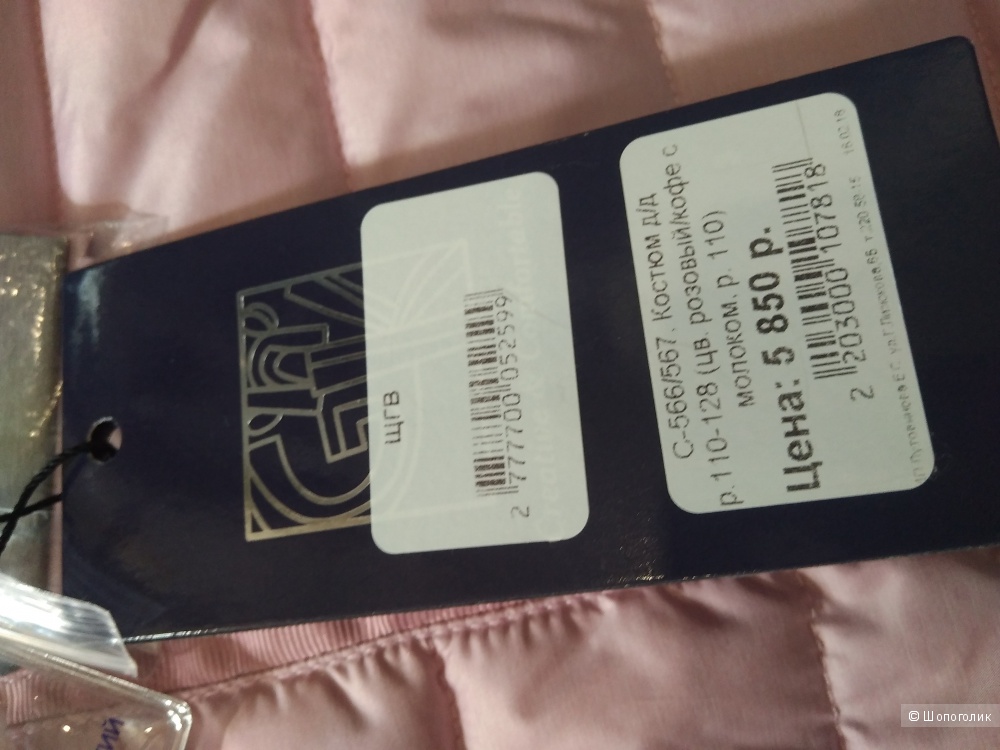 ЩГВ
2 777700 052599
С-566/567. Костюм д/д
р.110-128 (цв. розовый/кофе с
молоком. р. 110)
Цена: 5 850 р.
2 203000 107818
16.02.18
© Шопоголик